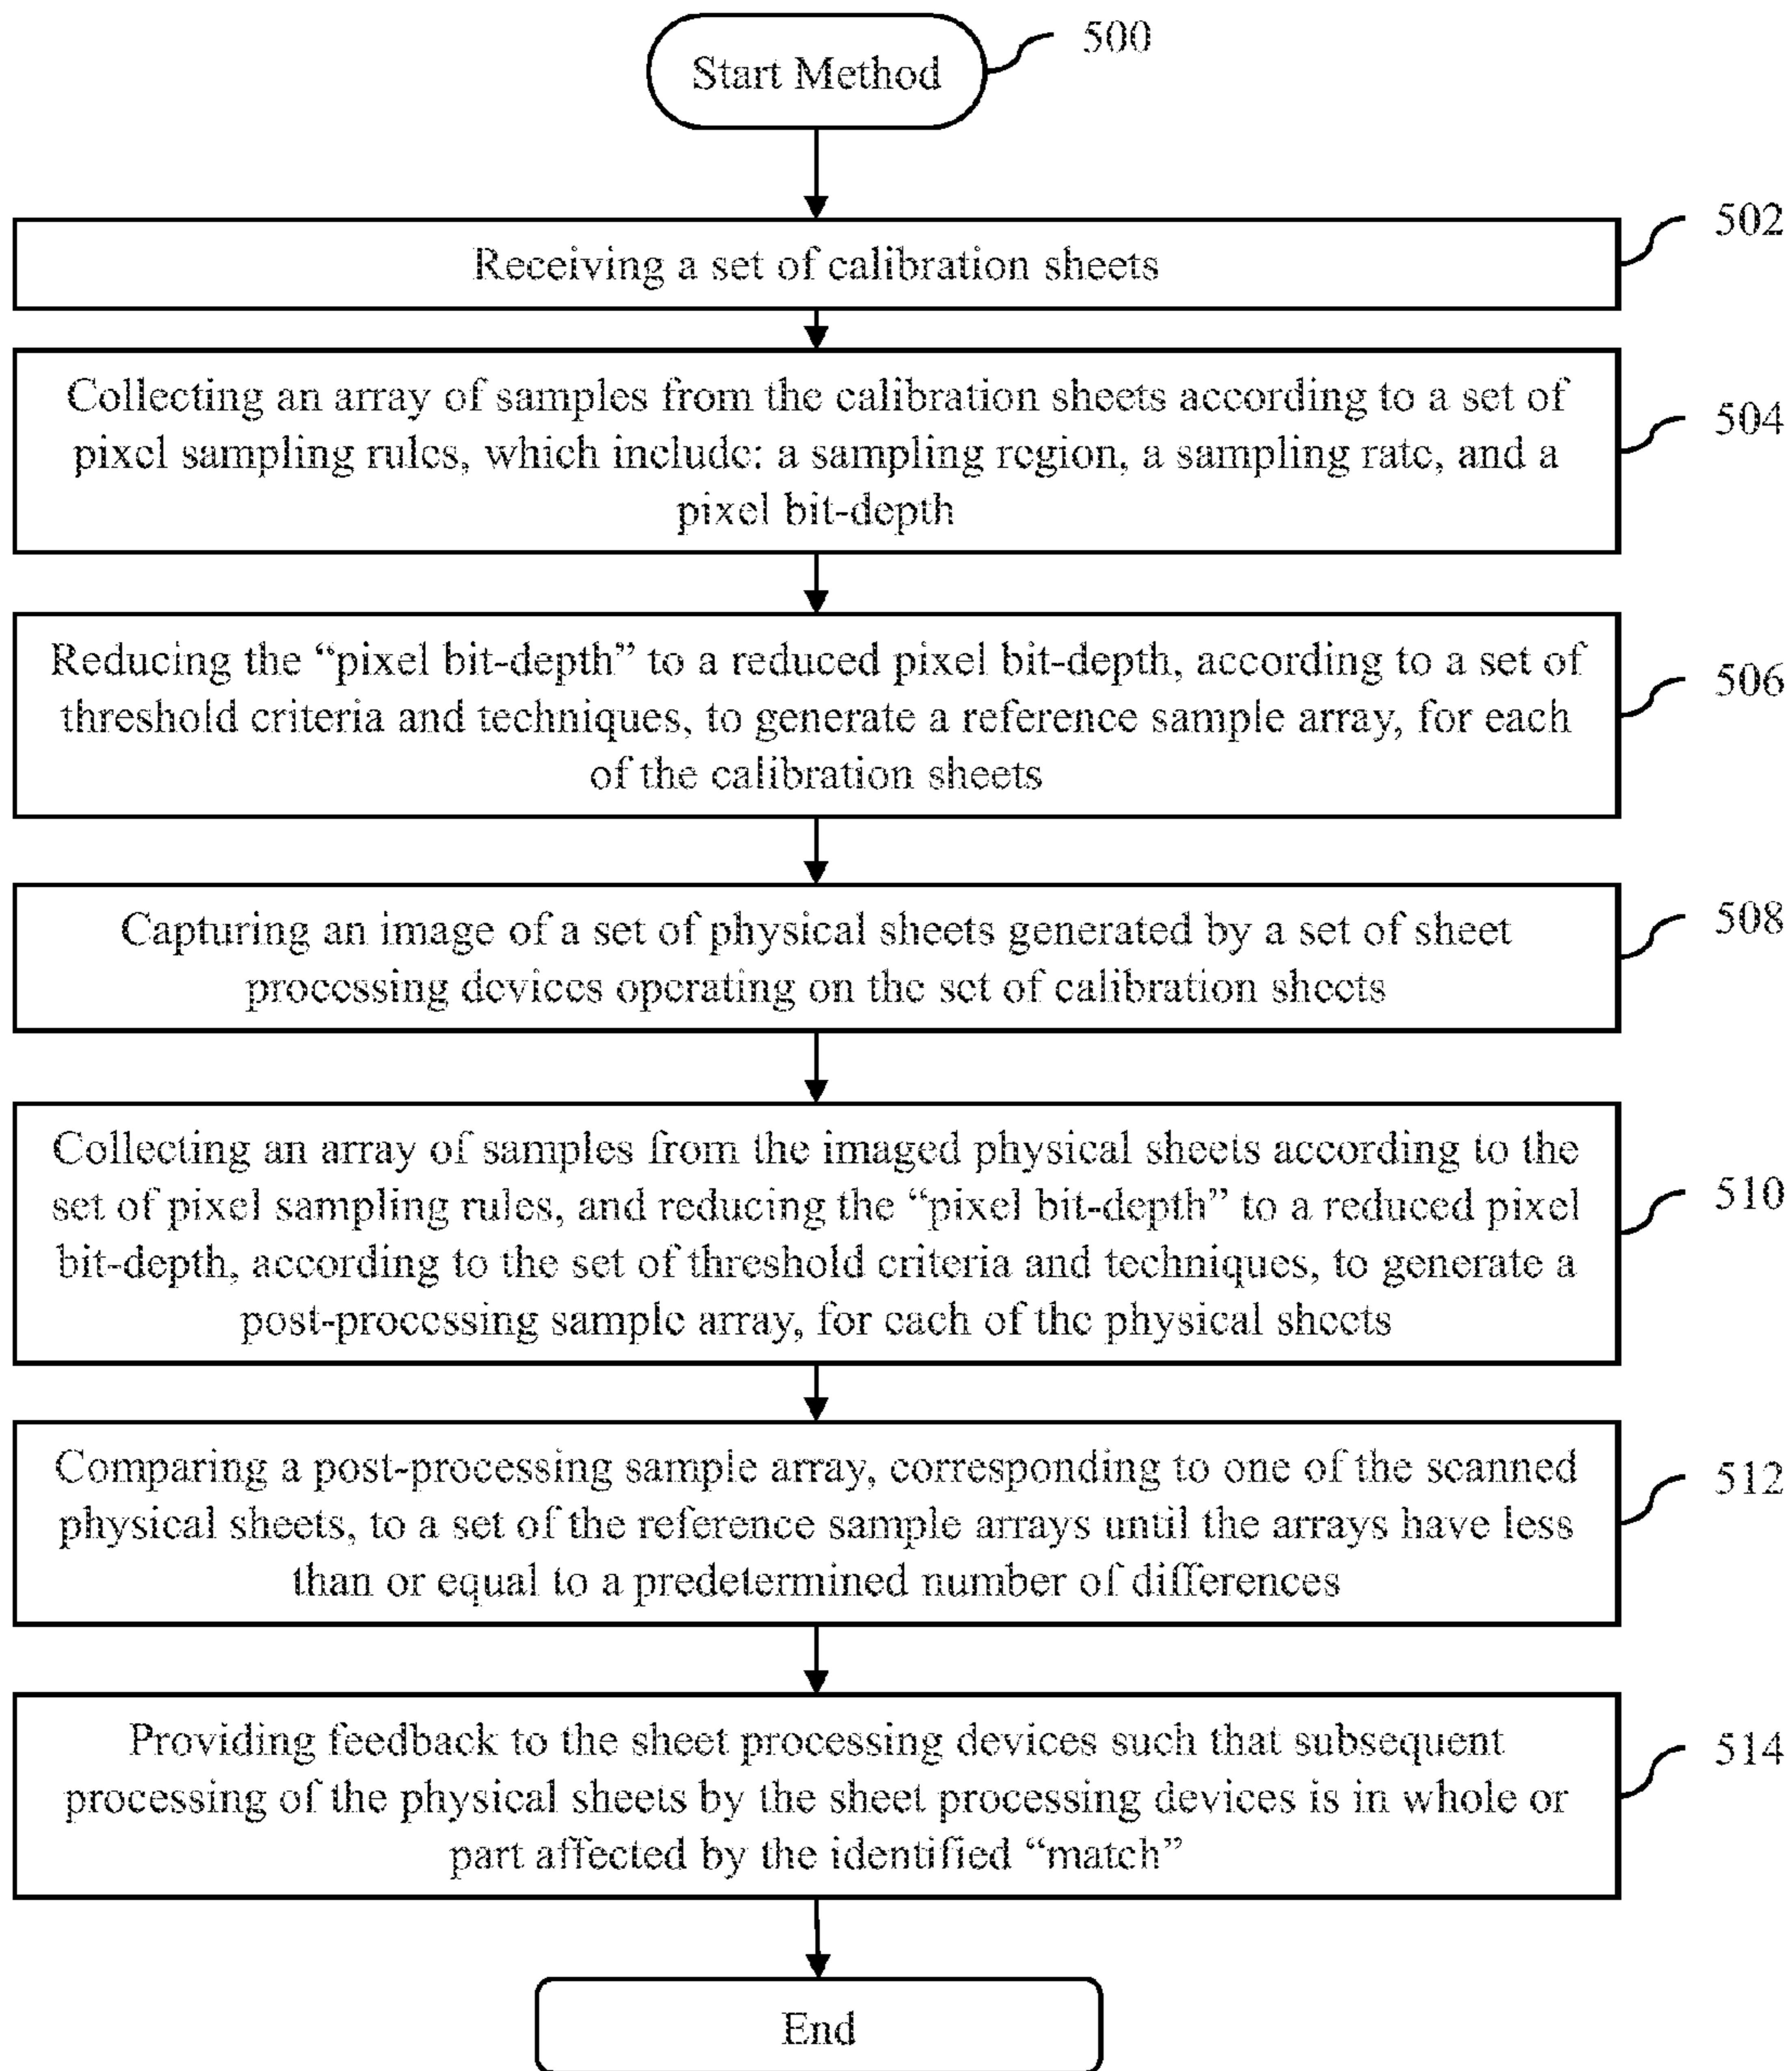 500
Start Method
502
Receiving a set of calibration sheets
Collecting an array of samples from the calibration sheets according to a set of
504
pixel sampling rules, which include: a sampling region, a sampling rate, and a
pixel bit-depth
Reducing the “pixel bit-depth” to a reduced pixel bit-depth, according to a set of
506
threshold criteria and techniques, to generate a reference sample array, for each
of the calibration sheets
Capturing an image of a set of physical sheets generated by a set of sheet
508
processing devices operating on the set of calibration sheets
Collecting an array of samples from the imaged physical sheets according to the
set of pixel sampling rules, and reducing the “pixel bit-depth” to a reduced pixel
510
bit-depth, according to the set of threshold criteria and techniques, to generate a
post-processing sample array, for each of the physical sheets
Comparing a post-processing sample array, corresponding to one of the scanned
512
physical sheets, to a set of the reference sample arrays until the arrays have less
than or equal to a predetermined number of differences
Providing feedback to the sheet processing devices such that subsequent
514
processing of the physical sheets by the sheet processing devices is in whole or
part affected by the identified “match”
End